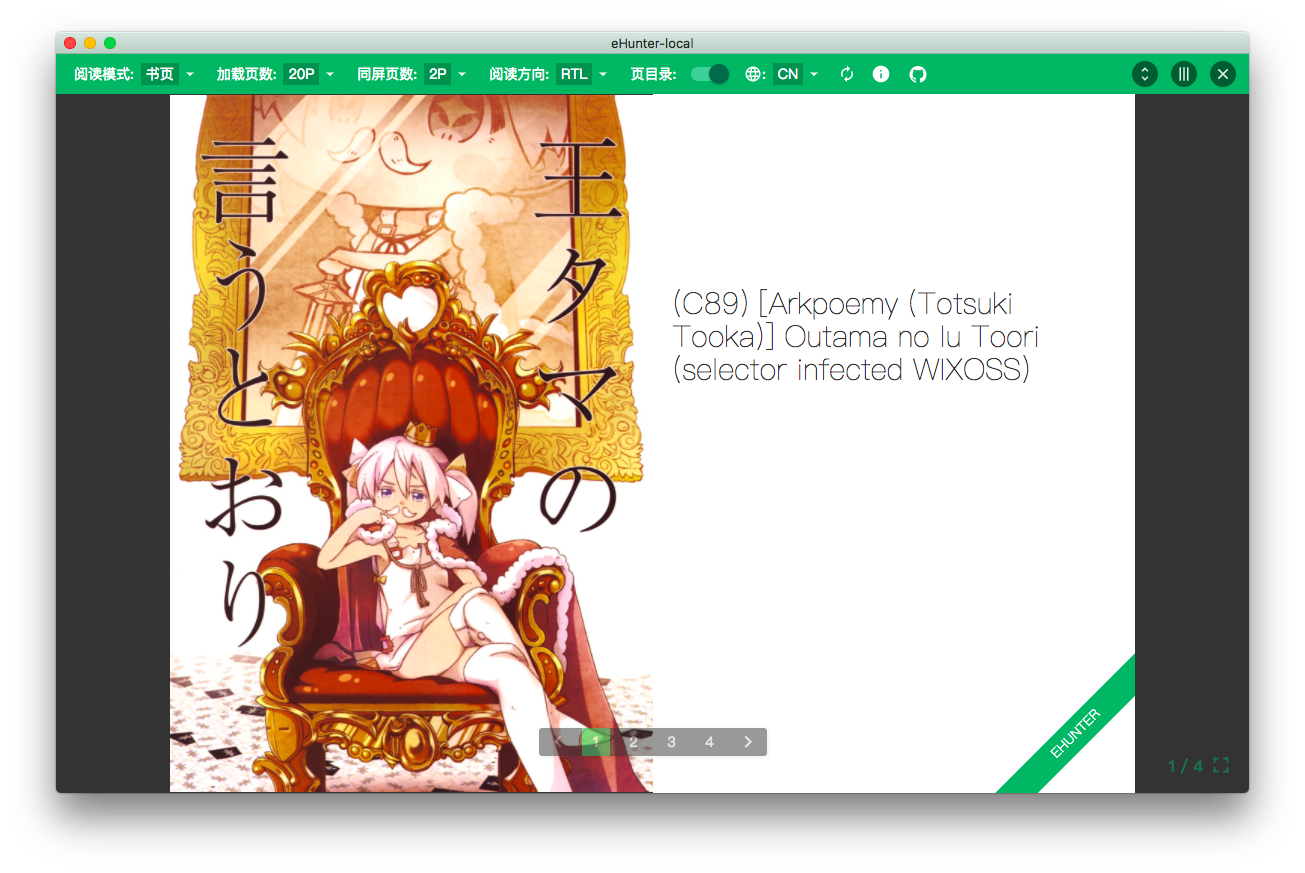 eHunter-local
阅读模式: 书页 加载页数: 20P 同屏页数: 2P 阅读方向: RTL 页目录: : CN
王タマの
言うとおり
(C89) [Arkpoemy (Totsuki
Tooka)] Outama no Iu Toori
(selector infected WIXOSS)
EHUNTER
1 2 3 4
1 / 4